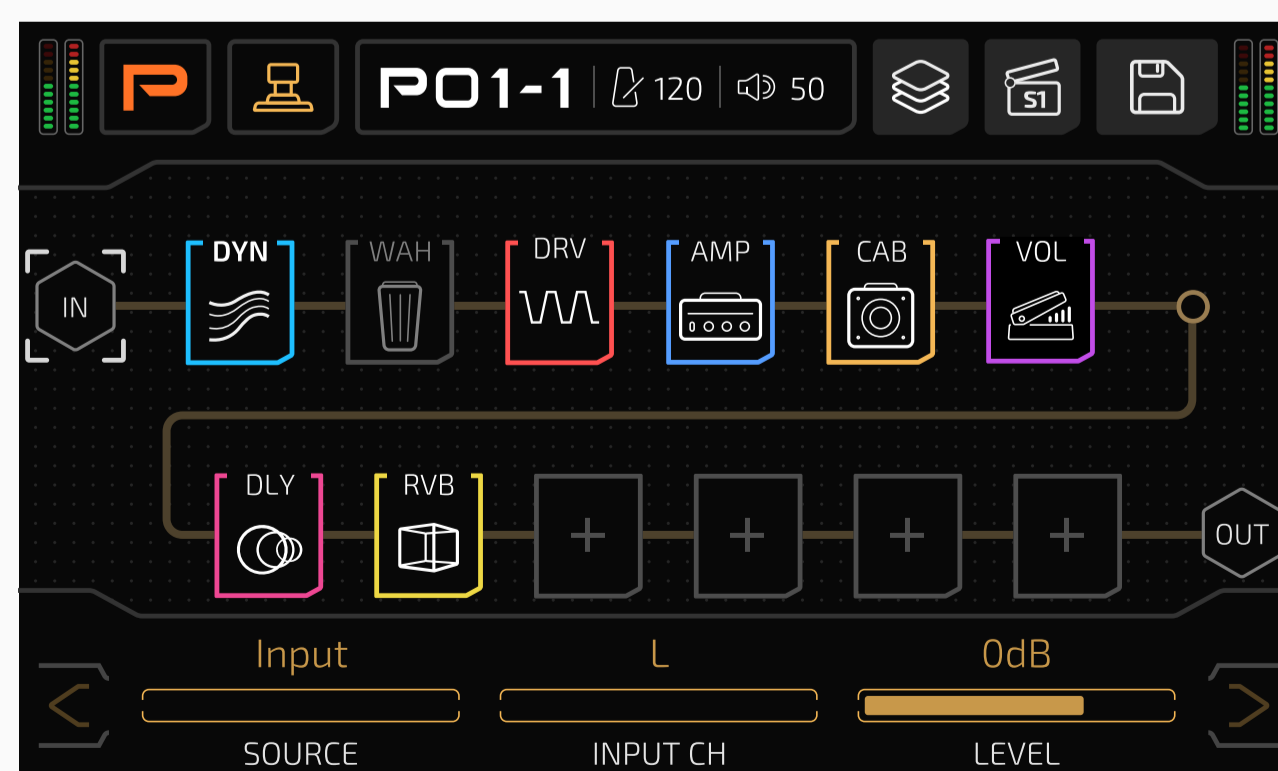 P01-1 120 50 S1
IN DYN WAH DRV AMP CAB VOL
DLY RVB + + + + OUT
Input L 0dB
SOURCE INPUT CH LEVEL